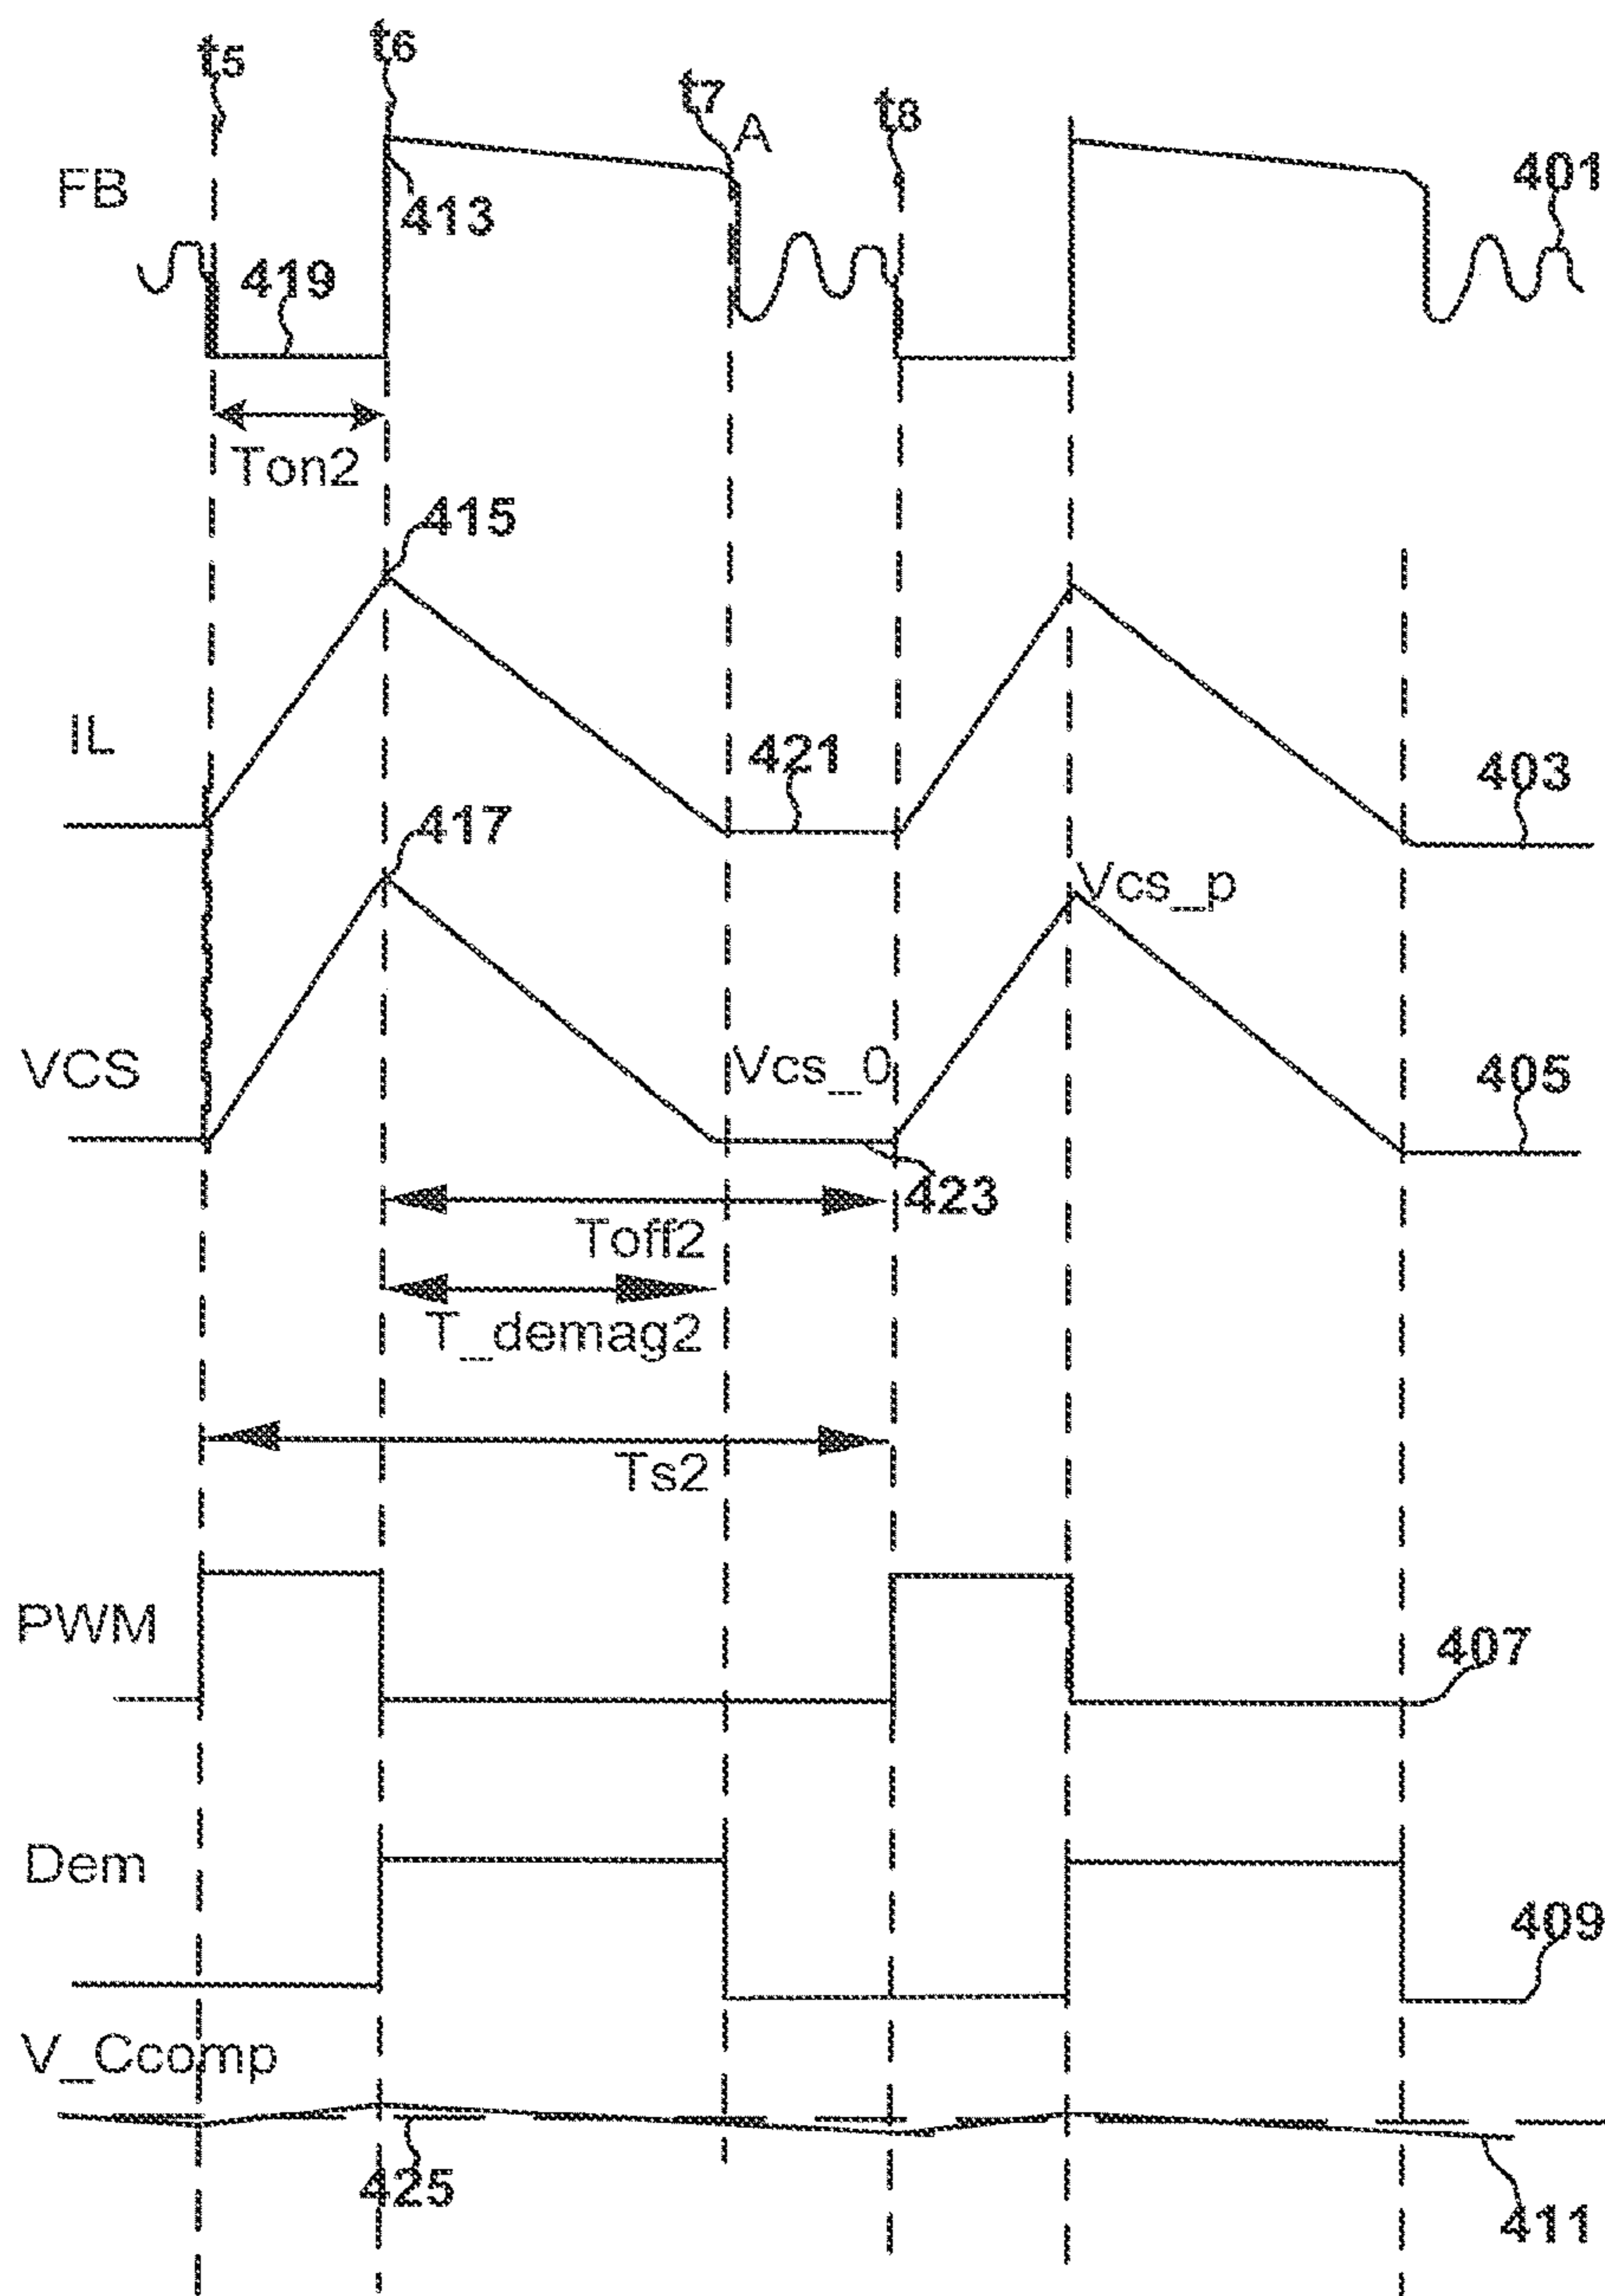 t5
t6
t7
A
t8
FB
401
413
419
Ton2
415
IL
421
403
417
Vcs_p
VCS
Vcs_0
405
423
Toff2
T_demag2
Ts2
PWM
407
Dem
409
V_Ccomp
425
411